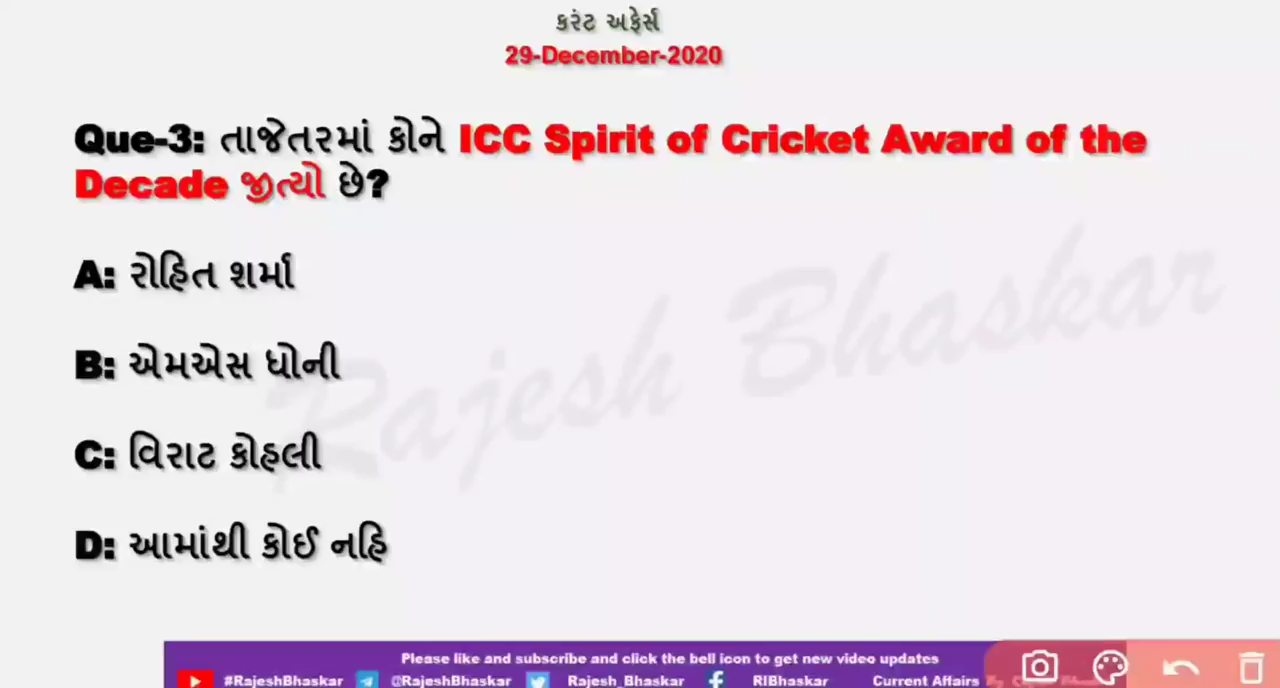 કરંટ અફેર્સ
29-December-2020
Que-3: તાજેતરમાં કોને ICC Spirit of Cricket Award of the
Decade જીત્યો છે?
A: રોહિત શર્મા
B: એમએસ ધોની
C: વિરાટ કોહલી
D: આમાંથી કોઈ નહિ
Rajesh Bhaskar
Please like and subscribe and click the bell icon to get new video updates
#RajeshBhaskar @RajeshBhaskar Rajesh_Bhaskar RIBhaskar Current Affairs